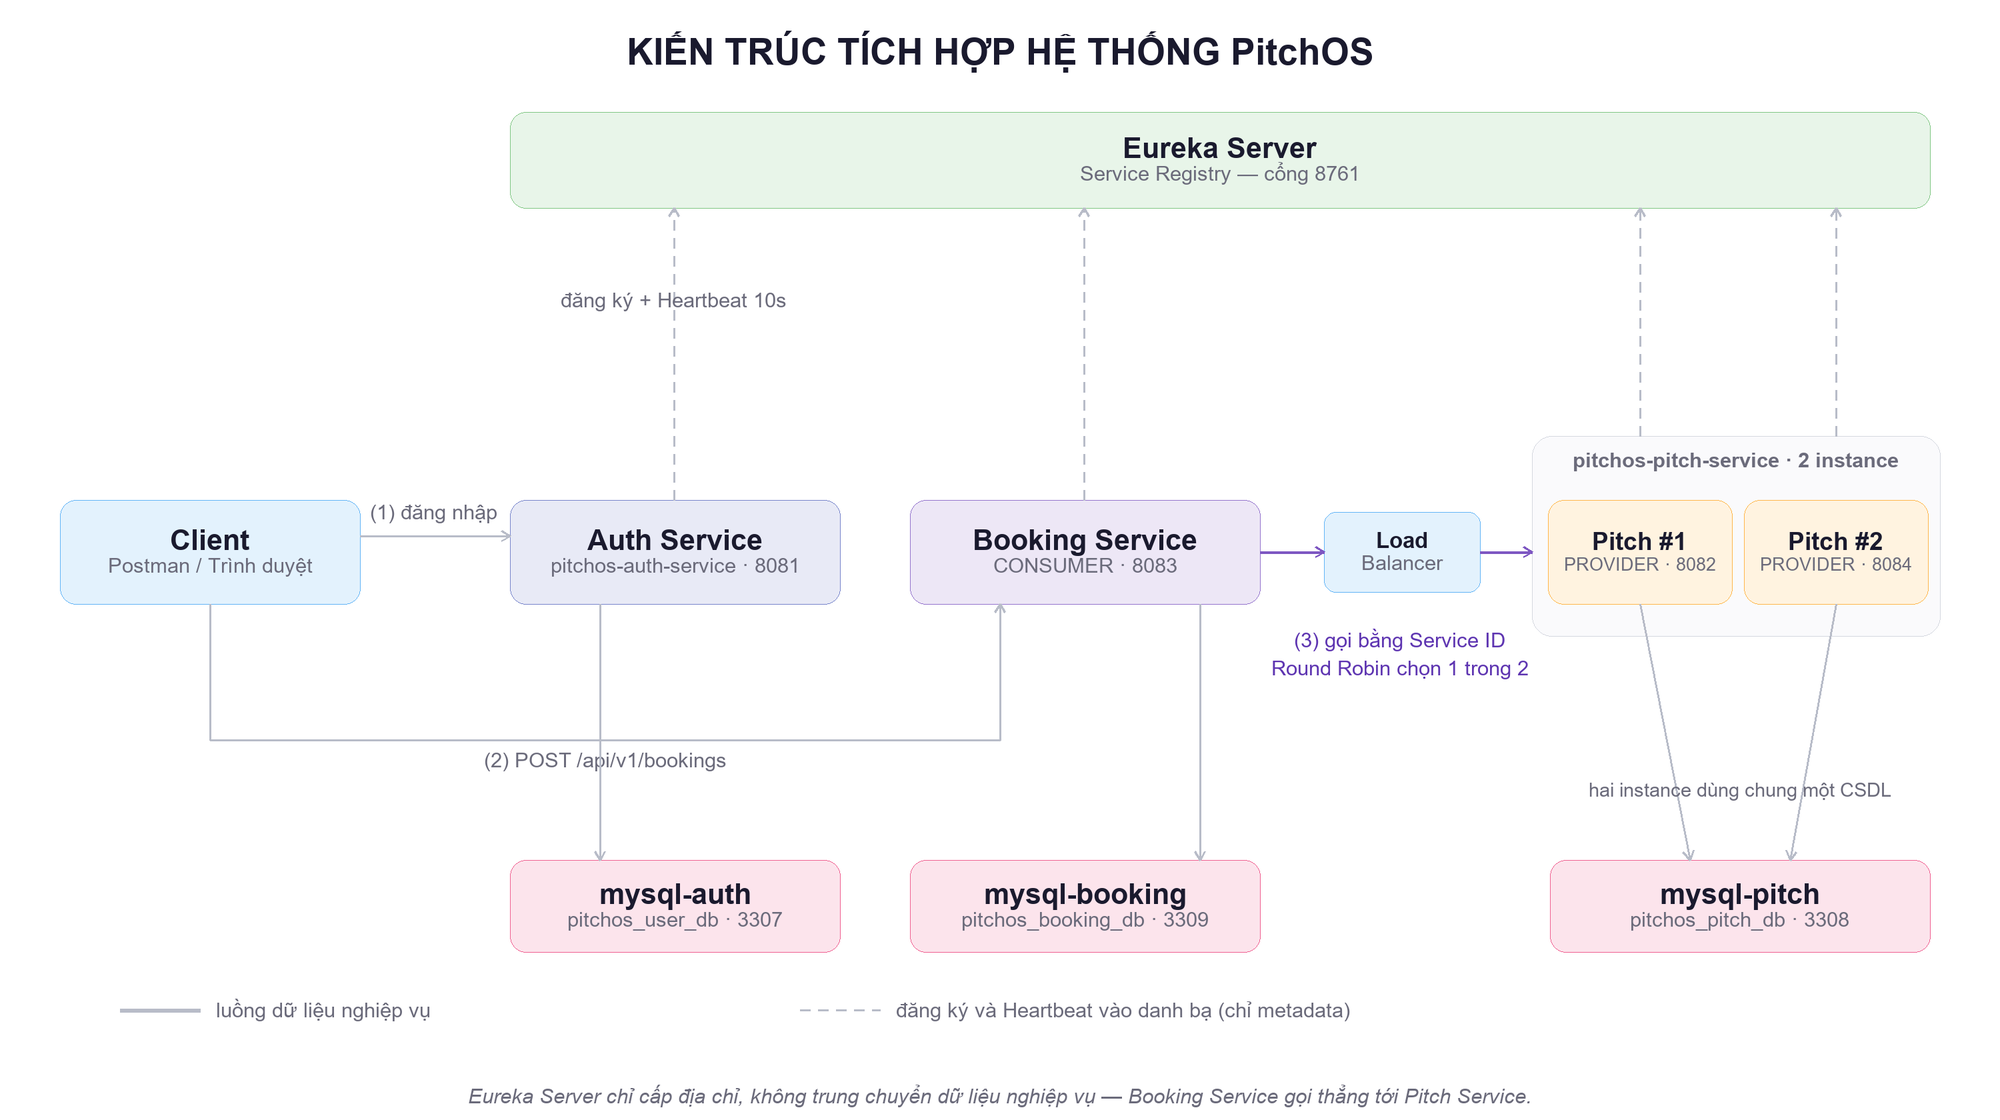 KIẾN TRÚC TÍCH HỢP HỆ THỐNG PitchOS
Eureka Server
Service Registry — cổng 8761
đăng ký + Heartbeat 10s
pitchos-pitch-service · 2 instance
Client
Postman / Trình duyệt
(1) đăng nhập
Auth Service
pitchos-auth-service · 8081
Booking Service
CONSUMER · 8083
Load
Balancer
Pitch #1
PROVIDER · 8082
Pitch #2
PROVIDER · 8084
(3) gọi bằng Service ID
Round Robin chọn 1 trong 2
(2) POST /api/v1/bookings
hai instance dùng chung một CSDL
mysql-auth
pitchos_user_db · 3307
mysql-booking
pitchos_booking_db · 3309
mysql-pitch
pitchos_pitch_db · 3308
luồng dữ liệu nghiệp vụ
đăng ký và Heartbeat vào danh bạ (chỉ metadata)
Eureka Server chỉ cấp địa chỉ, không trung chuyển dữ liệu nghiệp vụ — Booking Service gọi thẳng tới Pitch Service.